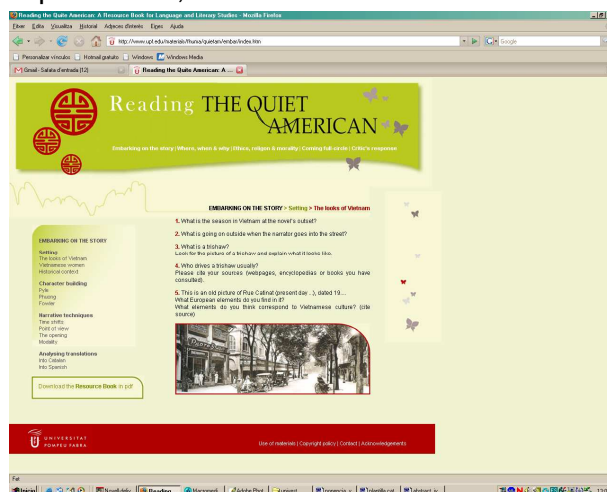 Reading the Quite American: A Resource Book for Language and Literary Studies - Mozilla Firefox
Fitxer Edita Visualitza Historial Adreces d'interès Eines Ajuda
http://www.upf.edu/materials/fhuma/quietam/embar/index.htm
Google
Personalitzar vínculos Hotmail gratuito Windows Windows Media
Gmail - Safata d'entrada (12)
Reading the Quite American: A ...
Reading THE QUIET
AMERICAN
Embarking on the story | Where, when & why | Ethics, religion & morality | Coming full circle | Critic's response
EMBARKING ON THE STORY > Setting > The looks of Vietnam
1. What is the season in Vietnam at the novel's outset?
2. What is going on outside when the narrator goes into the street?
3. What is a trishaw?
Look for the picture of a trishaw and explain what it looks like.
4. Who drives a trishaw usually?
Please cite your sources (webpages, encyclopedias or books you have
consulted).
5. This is an old picture of Rue Catinat (present day ...), dated 19....
What European elements do you find in it?
What elements do you think correspond to Vietnamese culture? (cite
source)
EMBARKING ON THE STORY
Setting
The looks of Vietnam
Vietnamese women
Historical context
Character building
Pyle
Phuong
Fowler
Narrative techniques
Time shifts
Point of view
The opening
Modality
Analysing translations
Into Catalan
Into Spanish
Download the Resource Book in pdf
UNIVERSITAT
POMPEU FABRA
Use of materials | Copyright policy | Contact | Acknowledgements
Fet
Inicio
Reading